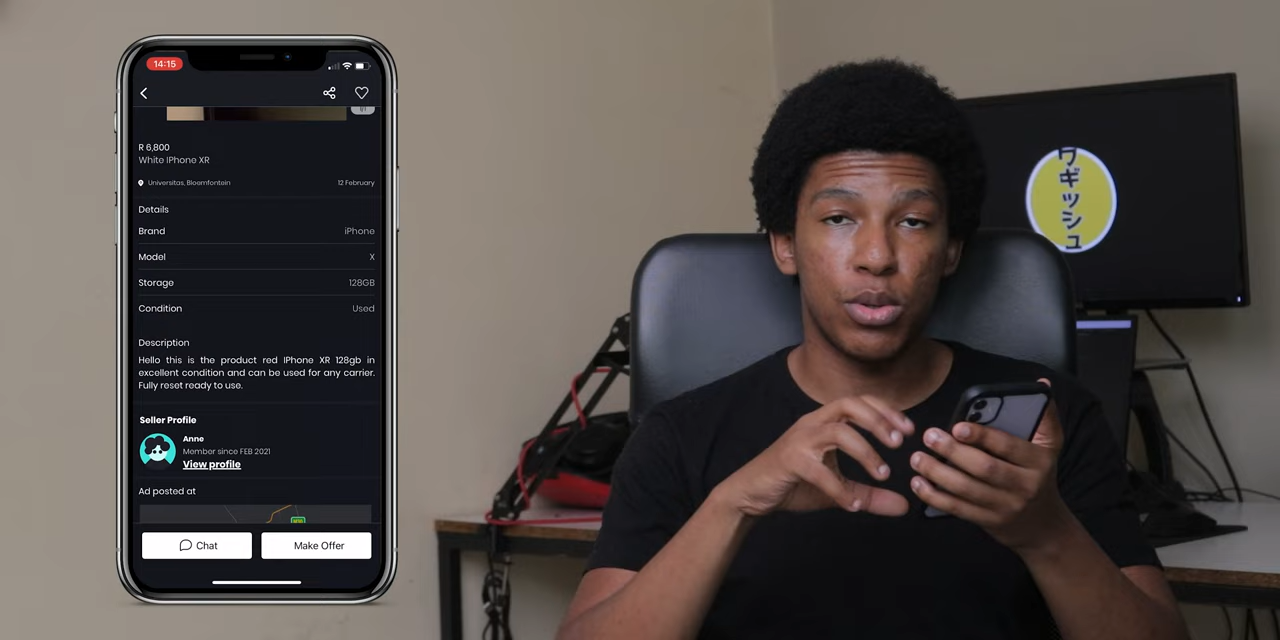 14:15
R 6,800
White IPhone XR
Universitas, Bloemfontein 12 February
Details
Brand iPhone
Model X
Storage 128GB
Condition Used
Description
Hello this is the product red IPhone XR 128gb in
excellent condition and can be used for any carrier.
Fully reset ready to use.
Seller Profile
Anne
Member since FEB 2021
View profile
Ad posted at
Chat Make Offer
ワギッシュ